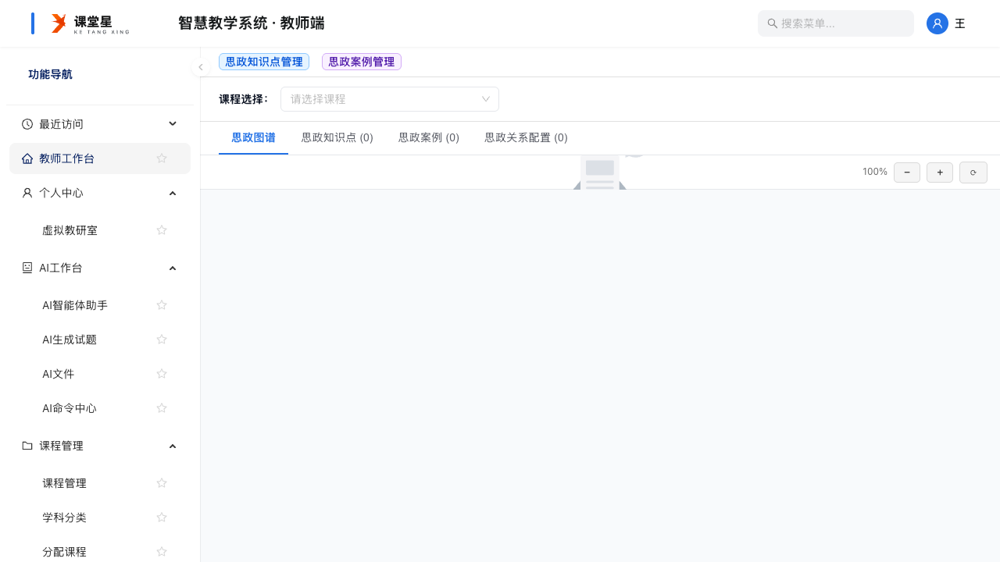 课堂星
KE TANG XING
智慧教学系统 · 教师端
搜索菜单...
王
功能导航
最近访问
教师工作台
个人中心
虚拟教研室
AI工作台
AI智能体助手
AI生成试题
AI文件
AI命令中心
课程管理
课程管理
学科分类
分配课程
思政知识点管理 思政案例管理
课程选择： 请选择课程
思政图谱 思政知识点 (0) 思政案例 (0) 思政关系配置 (0)
100% − + ⟳